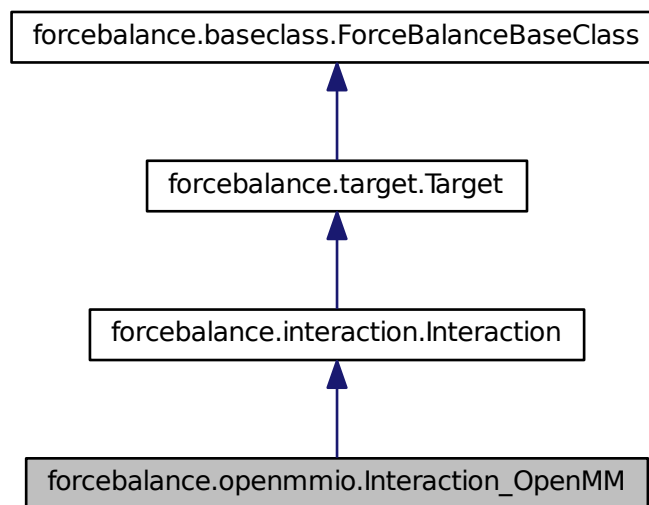 forcebalance.baseclass.ForceBalanceBaseClass
forcebalance.target.Target
forcebalance.interaction.Interaction
forcebalance.openmmio.Interaction_OpenMM